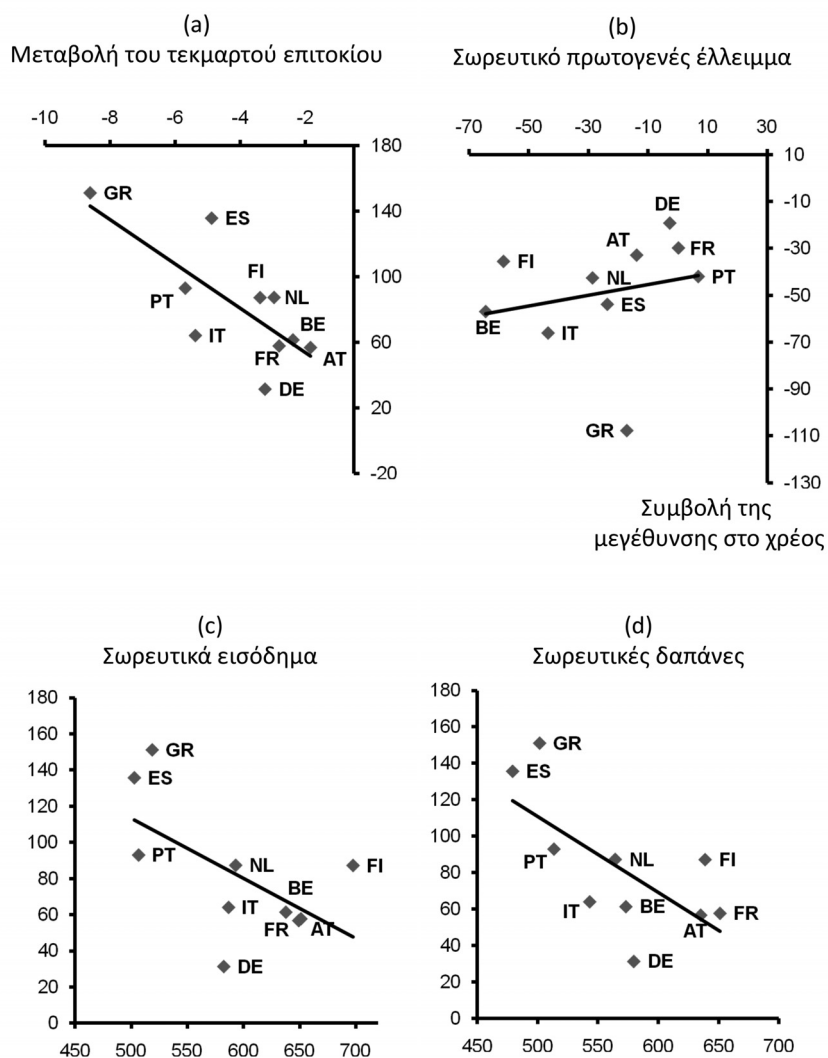 (a)
Μεταβολή του τεκμαρτού επιτοκίου
-10 -8 -6 -4 -2
180
140
100
60
20
-20
GR
ES
FI
PT
NL
IT
BE
FR
AT
DE
(b)
Σωρευτικό πρωτογενές έλλειμμα
-70 -50 -30 -10 10 30
10
-10
-30
-50
-70
-90
-110
-130
DE
AT
FR
FI
NL
PT
ES
BE
IT
GR
Συμβολή της
μεγέθυνσης στο χρέος
(c)
Σωρευτικά εισόδημα
180
160
140
120
100
80
60
40
20
0
GR
ES
PT
NL
FI
BE
IT
FR
AT
DE
450 500 550 600 650 700
(d)
Σωρευτικές δαπάνες
180
160
140
120
100
80
60
40
20
0
GR
ES
PT
NL
FI
IT
BE
FR
AT
DE
450 500 550 600 650 700